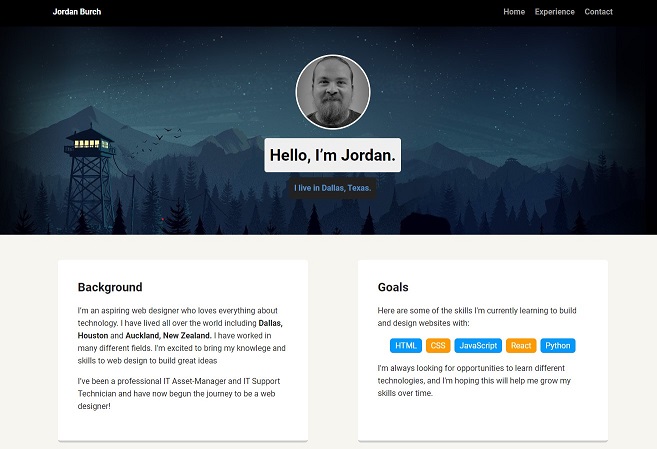 Jordan Burch
Home Experience Contact
Hello, I'm Jordan.
I live in Dallas, Texas.
Background
I'm an aspiring web designer who loves everything about
technology. I have lived all over the world including Dallas,
Houston and Auckland, New Zealand. I have worked in
many different fields. I'm excited to bring my knowlege and
skills to web design to build great ideas
I've been a professional IT Asset-Manager and IT Support
Technician and have now begun the journey to be a web
designer!
Goals
Here are some of the skills I'm currently learning to build
and design websites with:
HTML CSS JavaScript React Python
I'm always looking for opportunities to learn different
technologies, and I'm hoping this will help me grow my
skills over time.